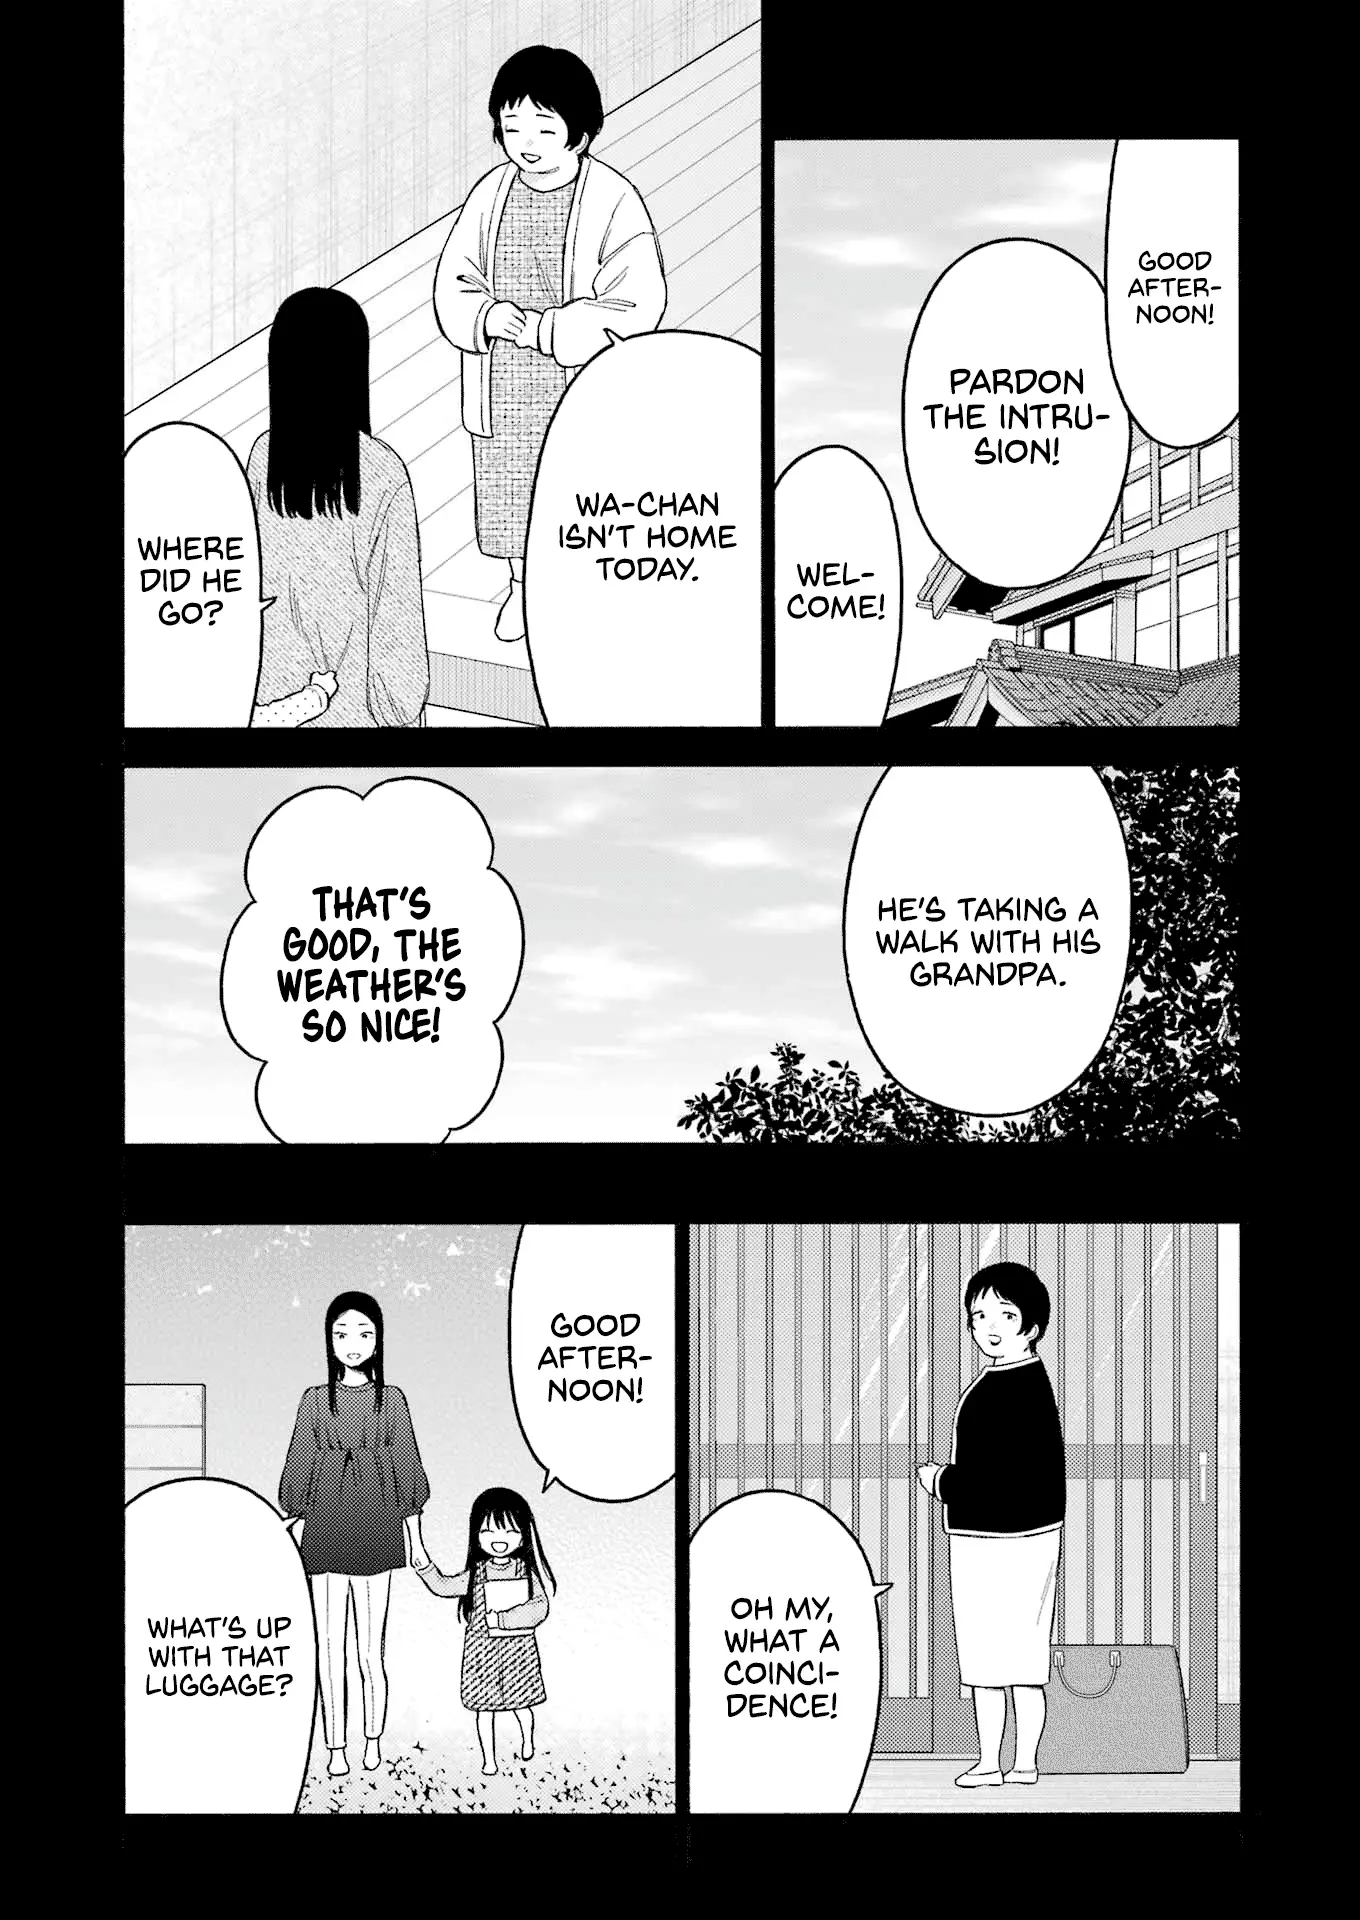 GOOD
AFTER-
NOON!
PARDON
THE INTRU-
SION!
WEL-
COME!
WA-CHAN
ISN'T HOME
TODAY.
WHERE
DID HE
GO?
HE'S TAKING A
WALK WITH HIS
GRANDPA.
THAT'S
GOOD, THE
WEATHER'S
SO NICE!
OH MY,
WHAT A
COINCI-
DENCE!
GOOD
AFTER-
NOON!
WHAT'S UP
WITH THAT
LUGGAGE?